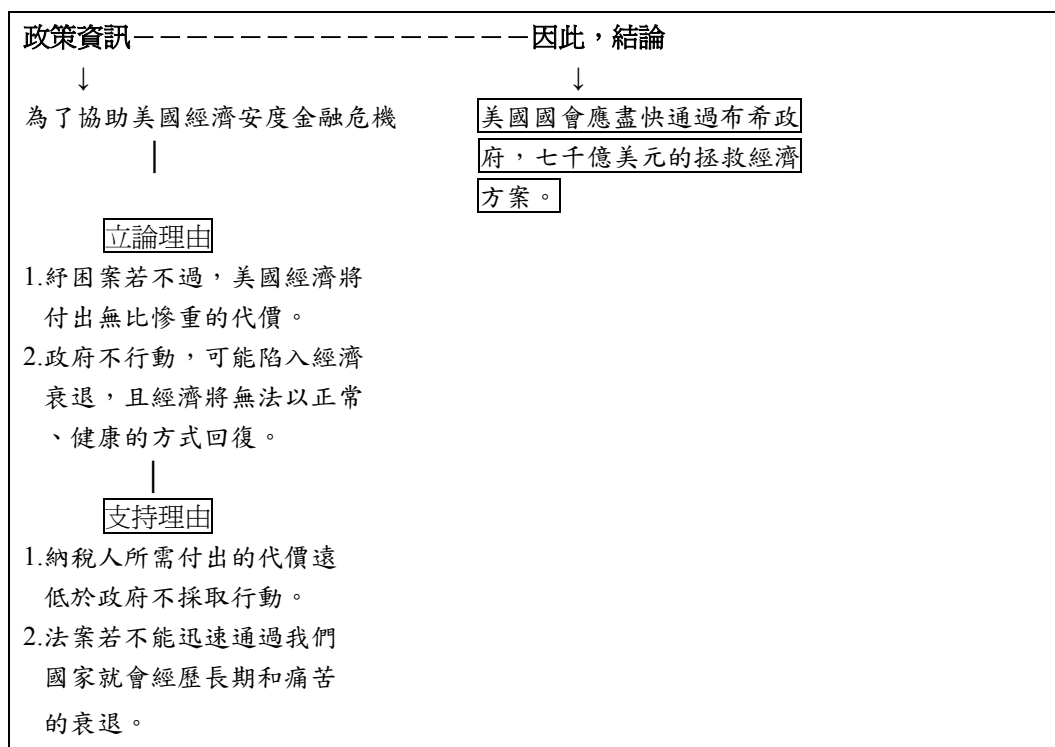 政策資訊－－－－－－－－－－－－－－－因此，結論
↓ ↓
為了協助美國經濟安度金融危機
美國國會應盡快通過布希政
府，七千億美元的拯救經濟
方案。
立論理由
1.紓困案若不過，美國經濟將
付出無比慘重的代價。
2.政府不行動，可能陷入經濟
衰退，且經濟將無法以正常
、健康的方式回復。
支持理由
1.納稅人所需付出的代價遠
低於政府不採取行動。
2.法案若不能迅速通過我們
國家就會經歷長期和痛苦
的衰退。